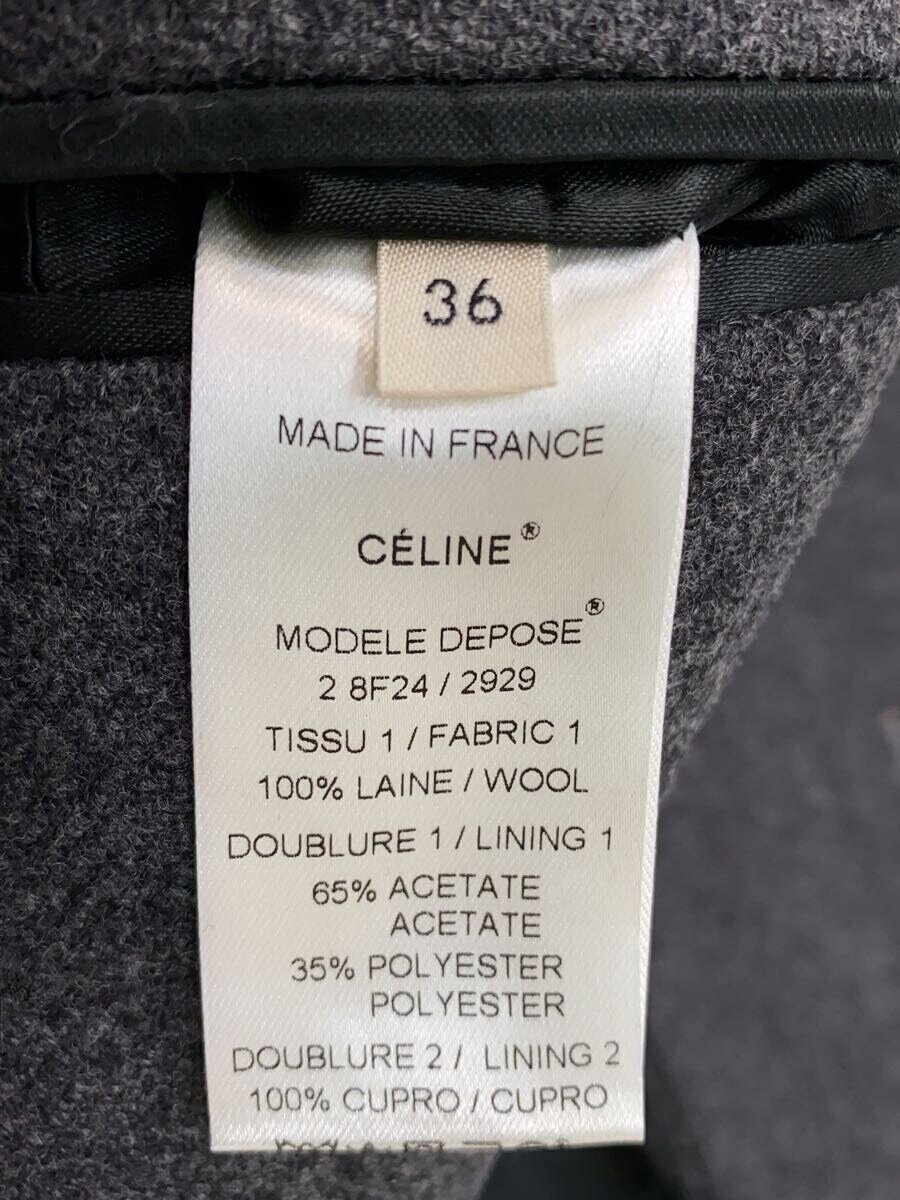 36
MADE IN FRANCE
CÉLINE®
MODELE DEPOSE®
2 8F24 / 2929
TISSU 1 / FABRIC 1
100% LAINE / WOOL
DOUBLURE 1 / LINING 1
65% ACETATE
ACETATE
35% POLYESTER
POLYESTER
DOUBLURE 2 / LINING 2
100% CUPRO / CUPRO